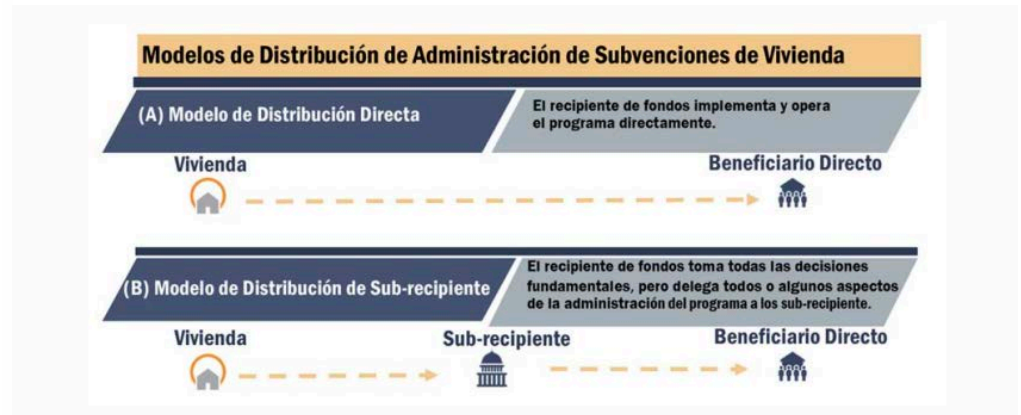 Modelos de Distribución de Administración de Subvenciones de Vivienda
(A) Modelo de Distribución Directa
El recipiente de fondos implementa y opera
el programa directamente.
Vivienda
Beneficiario Directo
(B) Modelo de Distribución de Sub-recipiente
El recipiente de fondos toma todas las decisiones
fundamentales, pero delega todos o algunos aspectos
de la administración del programa a los sub-recipiente.
Vivienda
Sub-recipiente
Beneficiario Directo